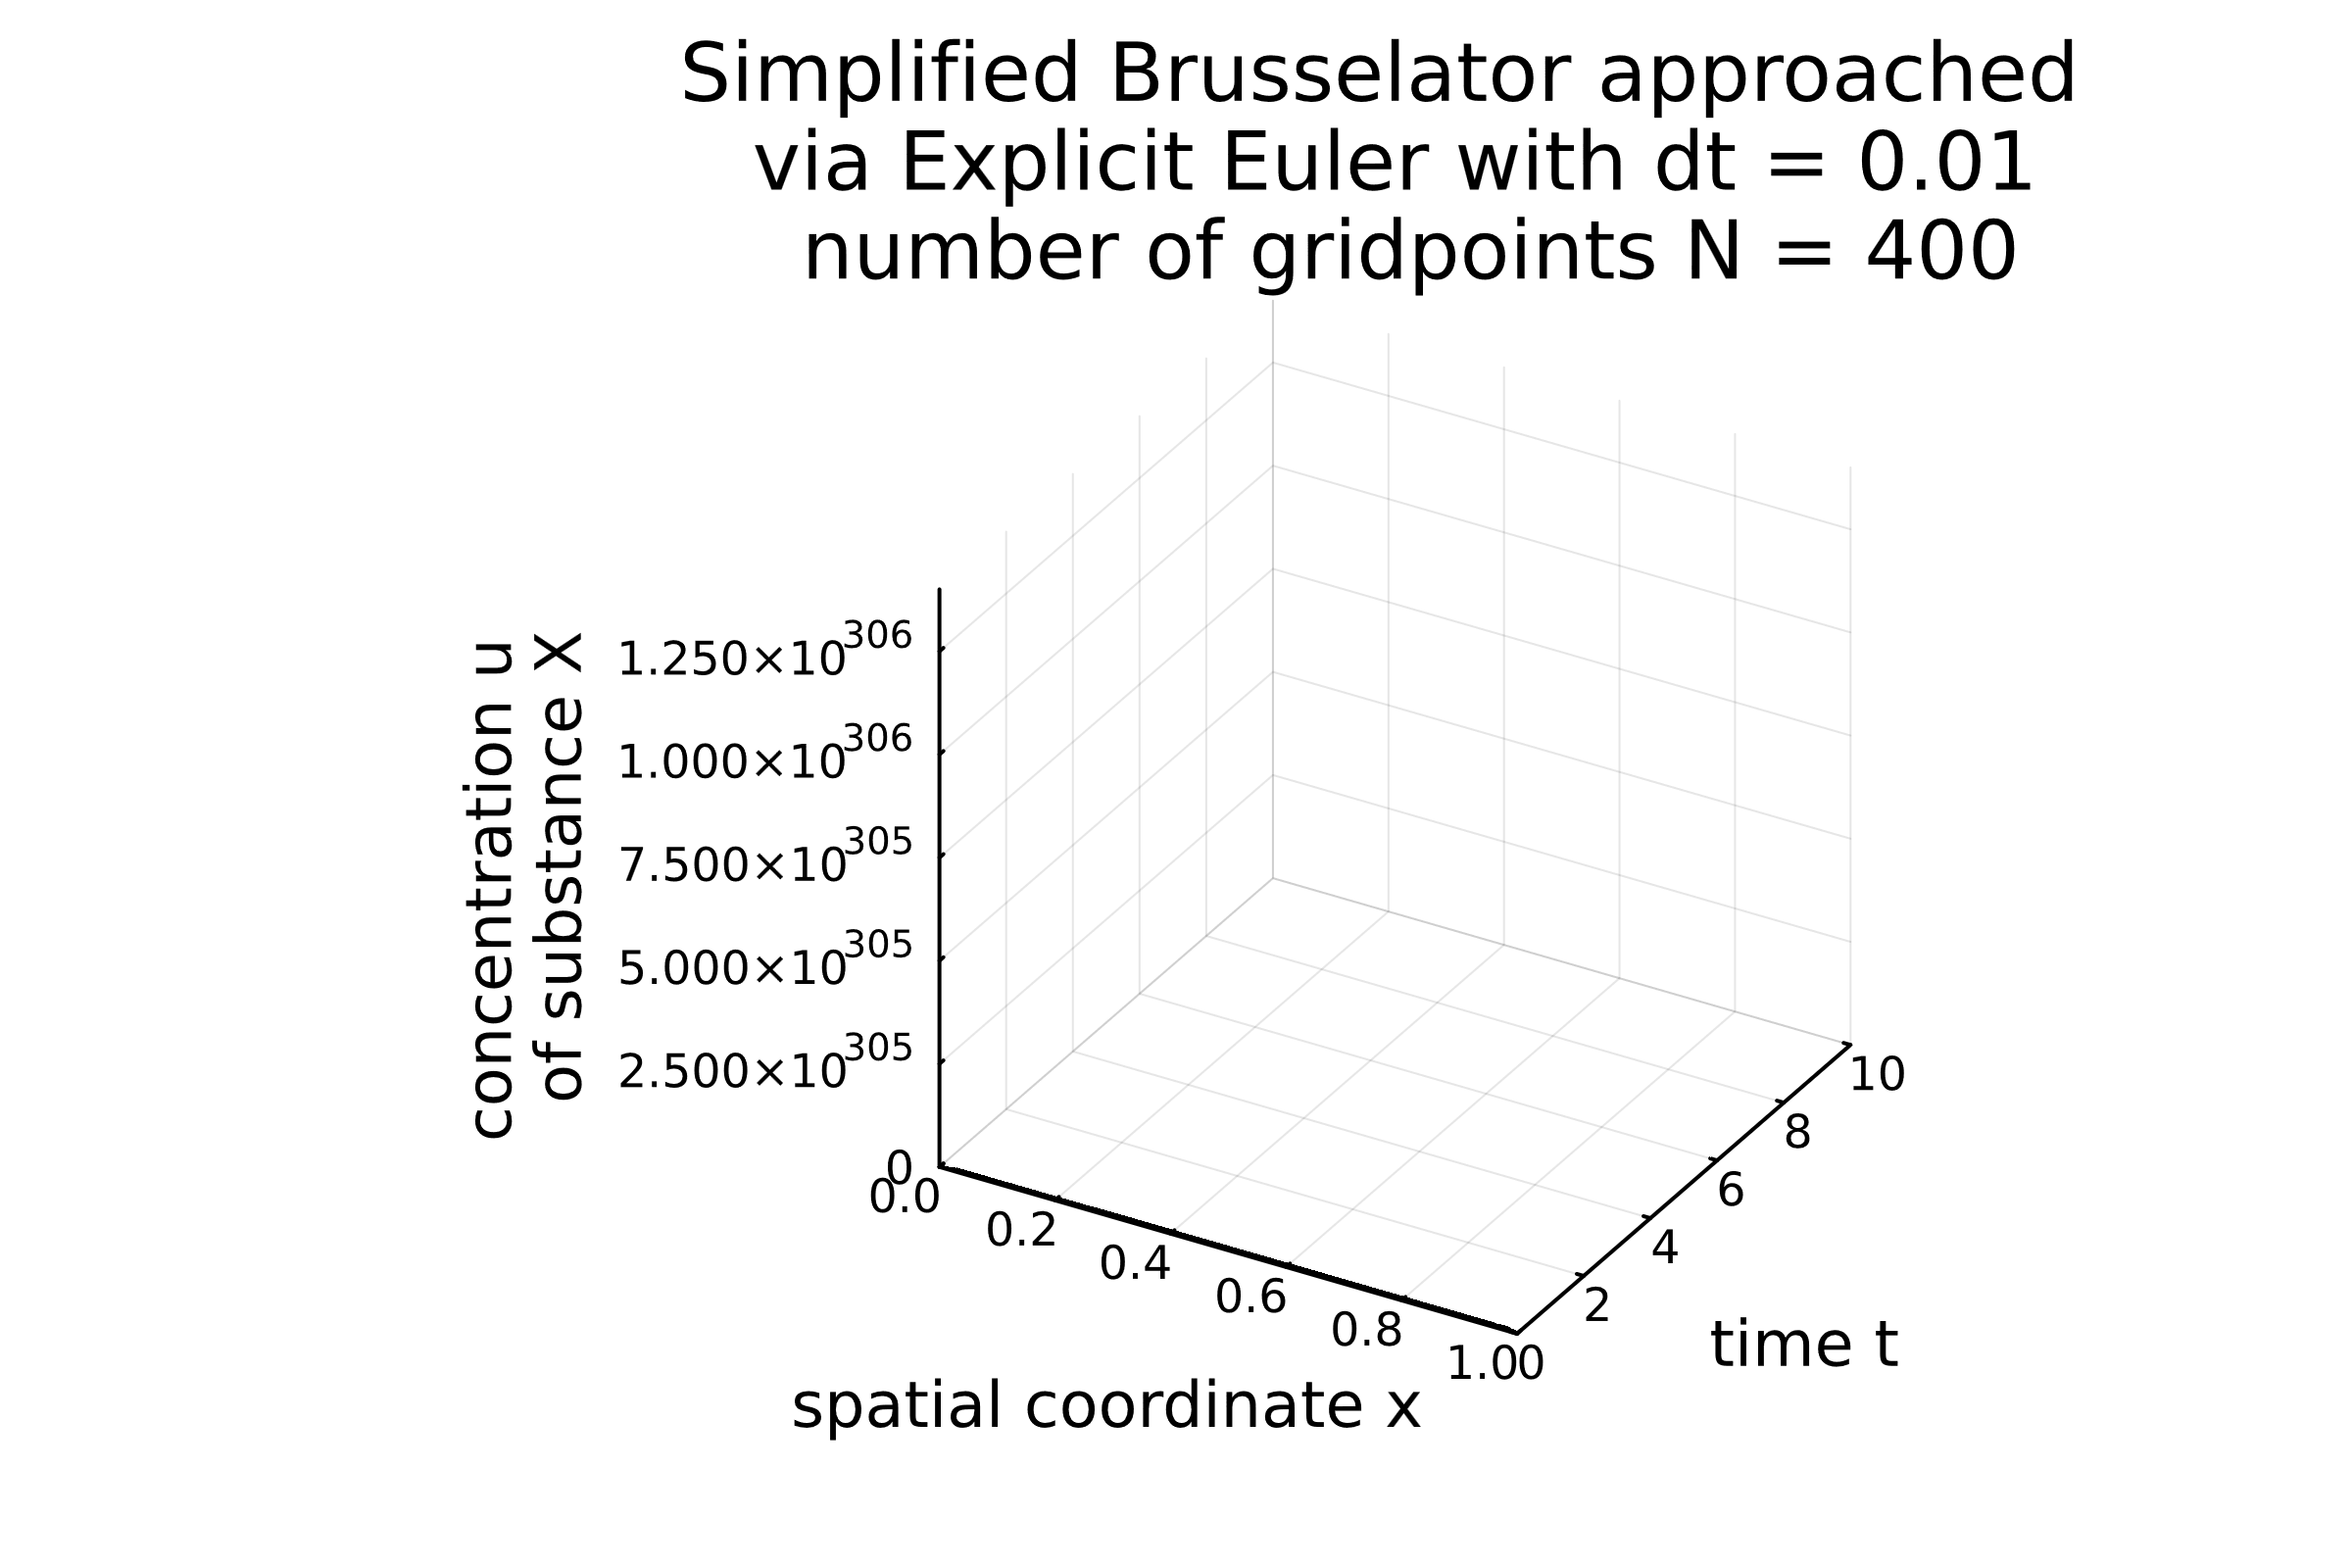 Simplified Brusselator approached
via Explicit Euler with dt = 0.01
number of gridpoints N = 400
concentration u
of substance X
1.250×10^306
1.000×10^306
7.500×10^305
5.000×10^305
2.500×10^305
0
0.0
0.2
0.4
0.6
0.8
1.0
0
2
4
6
8
10
spatial coordinate x
time t